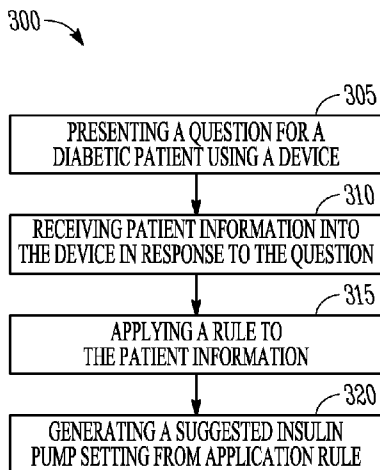 300
305
PRESENTING A QUESTION FOR A
DIABETIC PATIENT USING A DEVICE
310
RECEIVING PATIENT INFORMATION INTO
THE DEVICE IN RESPONSE TO THE QUESTION
315
APPLYING A RULE TO
THE PATIENT INFORMATION
320
GENERATING A SUGGESTED INSULIN
PUMP SETTING FROM APPLICATION RULE